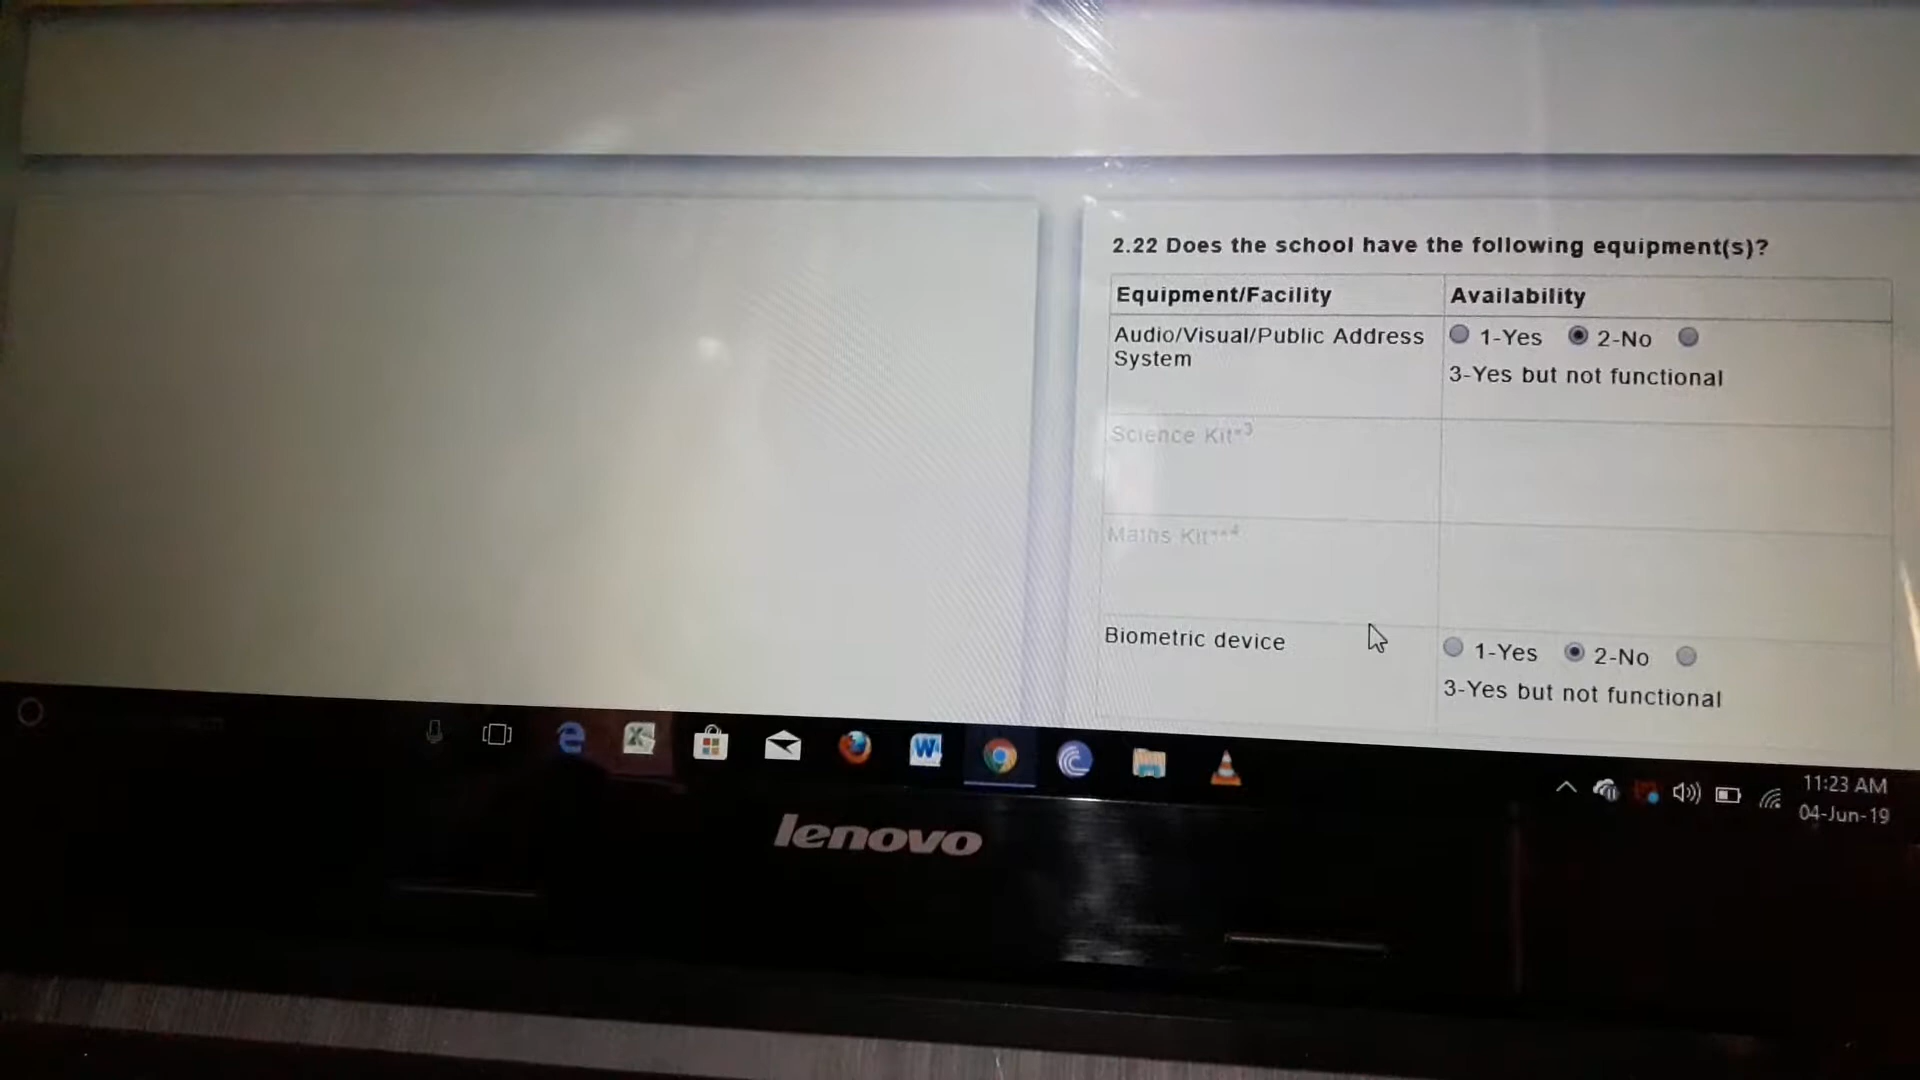 2.22 Does the school have the following equipment(s)?
Equipment/Facility Availability
Audio/Visual/Public Address System 1-Yes 2-No
3-Yes but not functional
Science Kit*3
Maths Kit***4
Biometric device 1-Yes 2-No
3-Yes but not functional
11:23 AM
04-Jun-19
lenovo